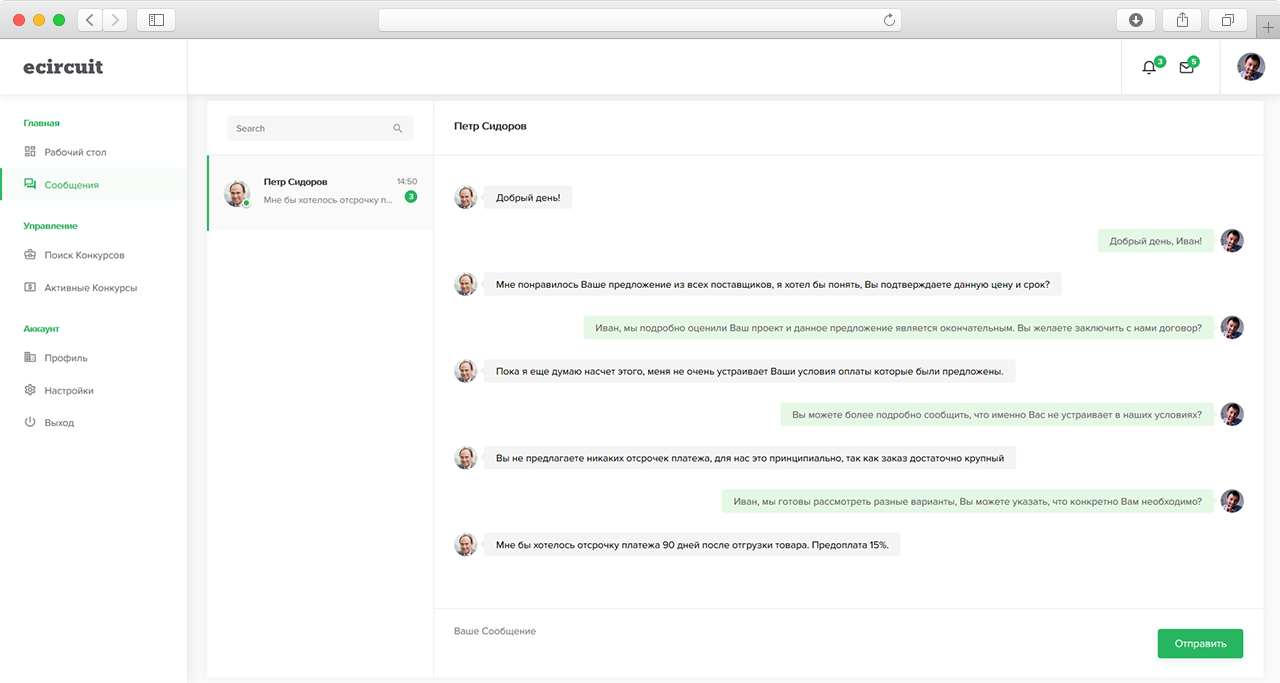 ecircuit
3
5
Главная
Рабочий стол
Сообщения
Управление
Поиск Конкурсов
Активные Конкурсы
Аккаунт
Профиль
Настройки
Выход
Search
Петр Сидоров
14:50
Мне бы хотелось отсрочку п...
3
Петр Сидоров
Добрый день!
Добрый день, Иван!
Мне понравилось Ваше предложение из всех поставщиков, я хотел бы понять, Вы подтверждаете данную цену и срок?
Иван, мы подробно оценили Ваш проект и данное предложение является окончательным. Вы желаете заключить с нами договор?
Пока я еще думаю насчет этого, меня не очень устраивает Ваши условия оплаты которые были предложены.
Вы можете более подробно сообщить, что именно Вас не устраивает в наших условиях?
Вы не предлагаете никаких отсрочек платежа, для нас это принципиально, так как заказ достаточно крупный
Иван, мы готовы рассмотреть разные варианты, Вы можете указать, что конкретно Вам необходимо?
Мне бы хотелось отсрочку платежа 90 дней после отгрузки товара. Предоплата 15%.
Ваше Сообщение
Отправить